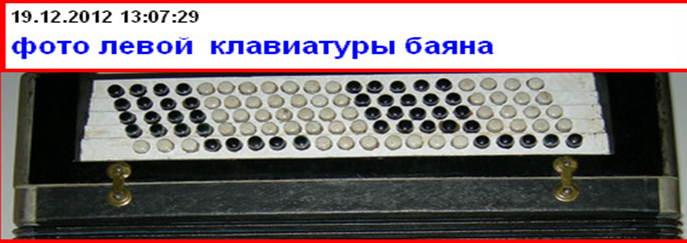 19.12.2012 13:07:29
фото левой клавиатуры баяна